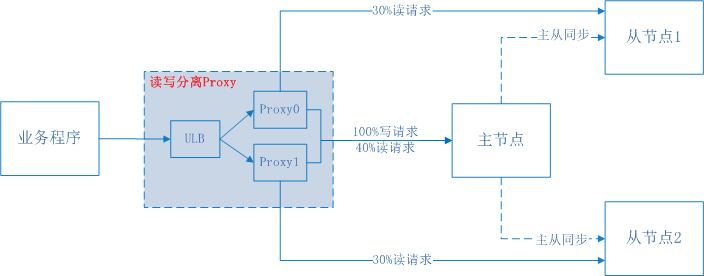 30%读请求
从节点1
主从同步
读写分离Proxy
业务程序
ULB
Proxy0
Proxy1
100%写请求
40%读请求
主节点
主从同步
从节点2
30%读请求